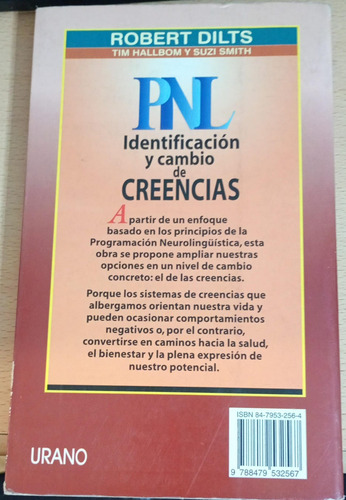 ROBERT DILTS
TIM HALLBOM Y SUZI SMITH
PNL
Identificación
y cambio
de
CREENCIAS
A partir de un enfoque
basado en los principios de la
Programación Neurolingüística, esta
obra se propone ampliar nuestras
opciones en un nivel de cambio
concreto: el de las creencias.
Porque los sistemas de creencias que
albergamos orientan nuestra vida y
pueden ocasionar comportamientos
negativos o, por el contrario,
convertirse en caminos hacia la salud,
el bienestar y la plena expresión de
nuestro potencial.
ISBN 84-7953-256-4
9 788479 532567
URANO